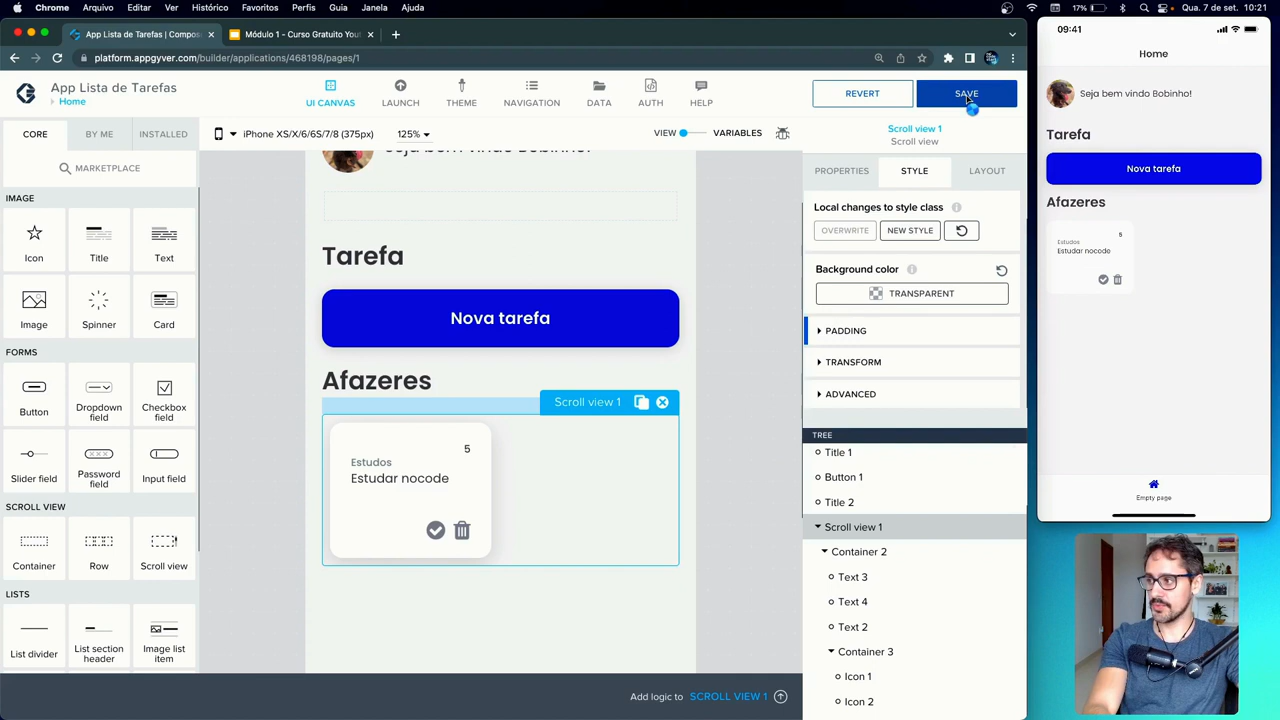 Chrome Arquivo Editar Ver Histórico Favoritos Perfis Guia Janela Ajuda 17% Qua. 7 de set. 10:21
App Lista de Tarefas | Compos
Módulo 1 - Curso Gratuito Yout
platform.appgyver.com/builder/applications/468198/pages/1
App Lista de Tarefas
Home
UI CANVAS
LAUNCH
THEME
NAVIGATION
DATA
AUTH
HELP
REVERT
SAVE
CORE
BY ME
INSTALLED
iPhone XS/X/6/6S/7/8 (375px)
125%
VIEW
VARIABLES
Scroll view 1
Scroll view
MARKETPLACE
IMAGE
Icon
Title
Text
Image
Spinner
Card
FORMS
Button
Dropdown
field
Checkbox
field
Slider field
Password
field
Input field
SCROLL VIEW
Container
Row
Scroll view
LISTS
List divider
List section
header
Image list
item
Seja bem vindo Bobinho!
Tarefa
Nova tarefa
Afazeres
Scroll view 1
5
Estudos
Estudar nocode
Add logic to SCROLL VIEW 1
PROPERTIES
STYLE
LAYOUT
Local changes to style class
OVERWRITE
NEW STYLE
Background color
TRANSPARENT
PADDING
TRANSFORM
ADVANCED
TREE
Title 1
Button 1
Title 2
Scroll view 1
Container 2
Text 3
Text 4
Text 2
Container 3
Icon 1
Icon 2
09:41
Home
Seja bem vindo Bobinho!
Tarefa
Nova tarefa
Afazeres
5
Estudos
Estudar nocode
Empty page